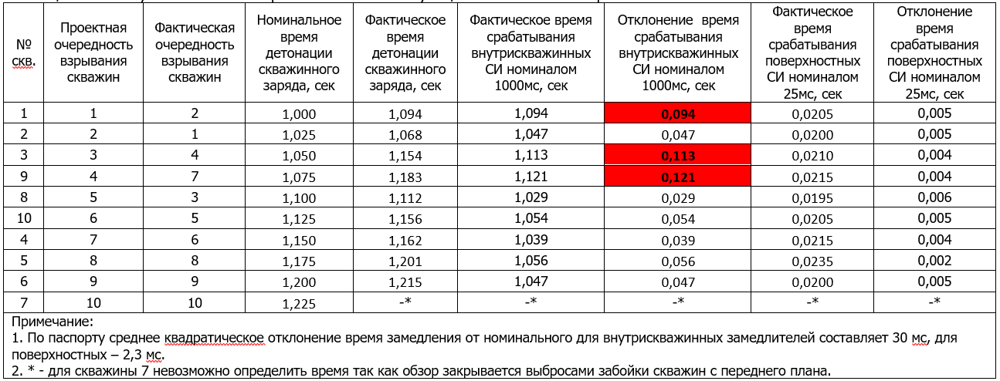 № скв.	Проектная очередность взрывания скважин	Фактическая очередность взрывания скважин	Номинальное время детонации скважинного заряда, сек	Фактическое время детонации скважинного заряда, сек	Фактическое время срабатывания внутрискважинных СИ номиналом 1000мс, сек	Отклонение время срабатывания внутрискважинных СИ номиналом 1000мс, сек	Фактическое время срабатывания поверхностных СИ номиналом 25мс, сек	Отклонение время срабатывания поверхностных СИ номиналом 25мс, сек
1	1	2	1,000	1,094	1,094	0,094	0,0205	0,005
2	2	1	1,025	1,068	1,047	0,047	0,0200	0,005
3	3	4	1,050	1,154	1,113	0,113	0,0210	0,004
9	4	7	1,075	1,183	1,121	0,121	0,0215	0,004
8	5	3	1,100	1,112	1,029	0,029	0,0195	0,006
10	6	5	1,125	1,156	1,054	0,054	0,0205	0,005
4	7	6	1,150	1,162	1,039	0,039	0,0215	0,004
5	8	8	1,175	1,201	1,056	0,056	0,0235	0,002
6	9	9	1,200	1,215	1,047	0,047	0,0200	0,005
7	10	10	1,225	-*	-*	-*	-*	-*
Примечание:
1. По паспорту среднее квадратическое отклонение время замедления от номинального для внутрискважинных замедлителей составляет 30 мс, для
поверхностных – 2,3 мс.
2. * - для скважины 7 невозможно определить время так как обзор закрывается выбросами забойки скважин с переднего плана.